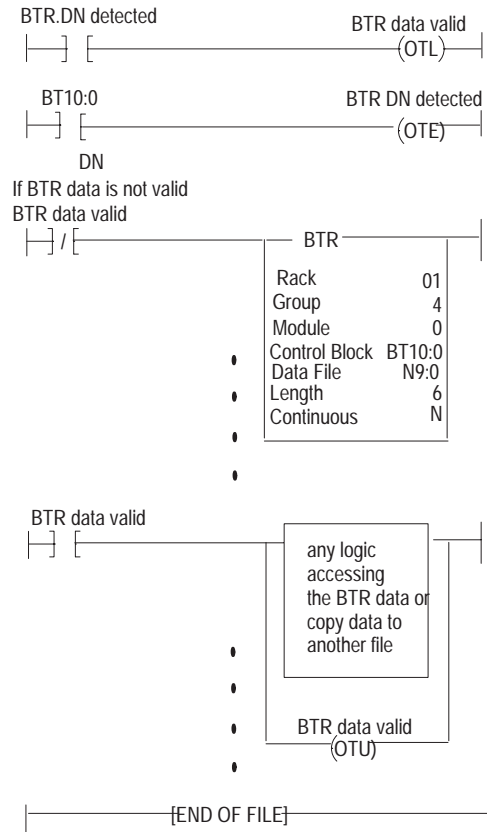 BTR.DN detected
BTR data valid
] [
(OTL)
BT10:0
BTR DN detected
] [
(OTE)
DN
If BTR data is not valid
BTR data valid
] / [
BTR
Rack 01
Group 4
Module 0
Control Block BT10:0
Data File N9:0
Length 6
Continuous N
BTR data valid
] [
any logic
accessing
the BTR data or
copy data to
another file
BTR data valid
(OTU)
[END OF FILE]